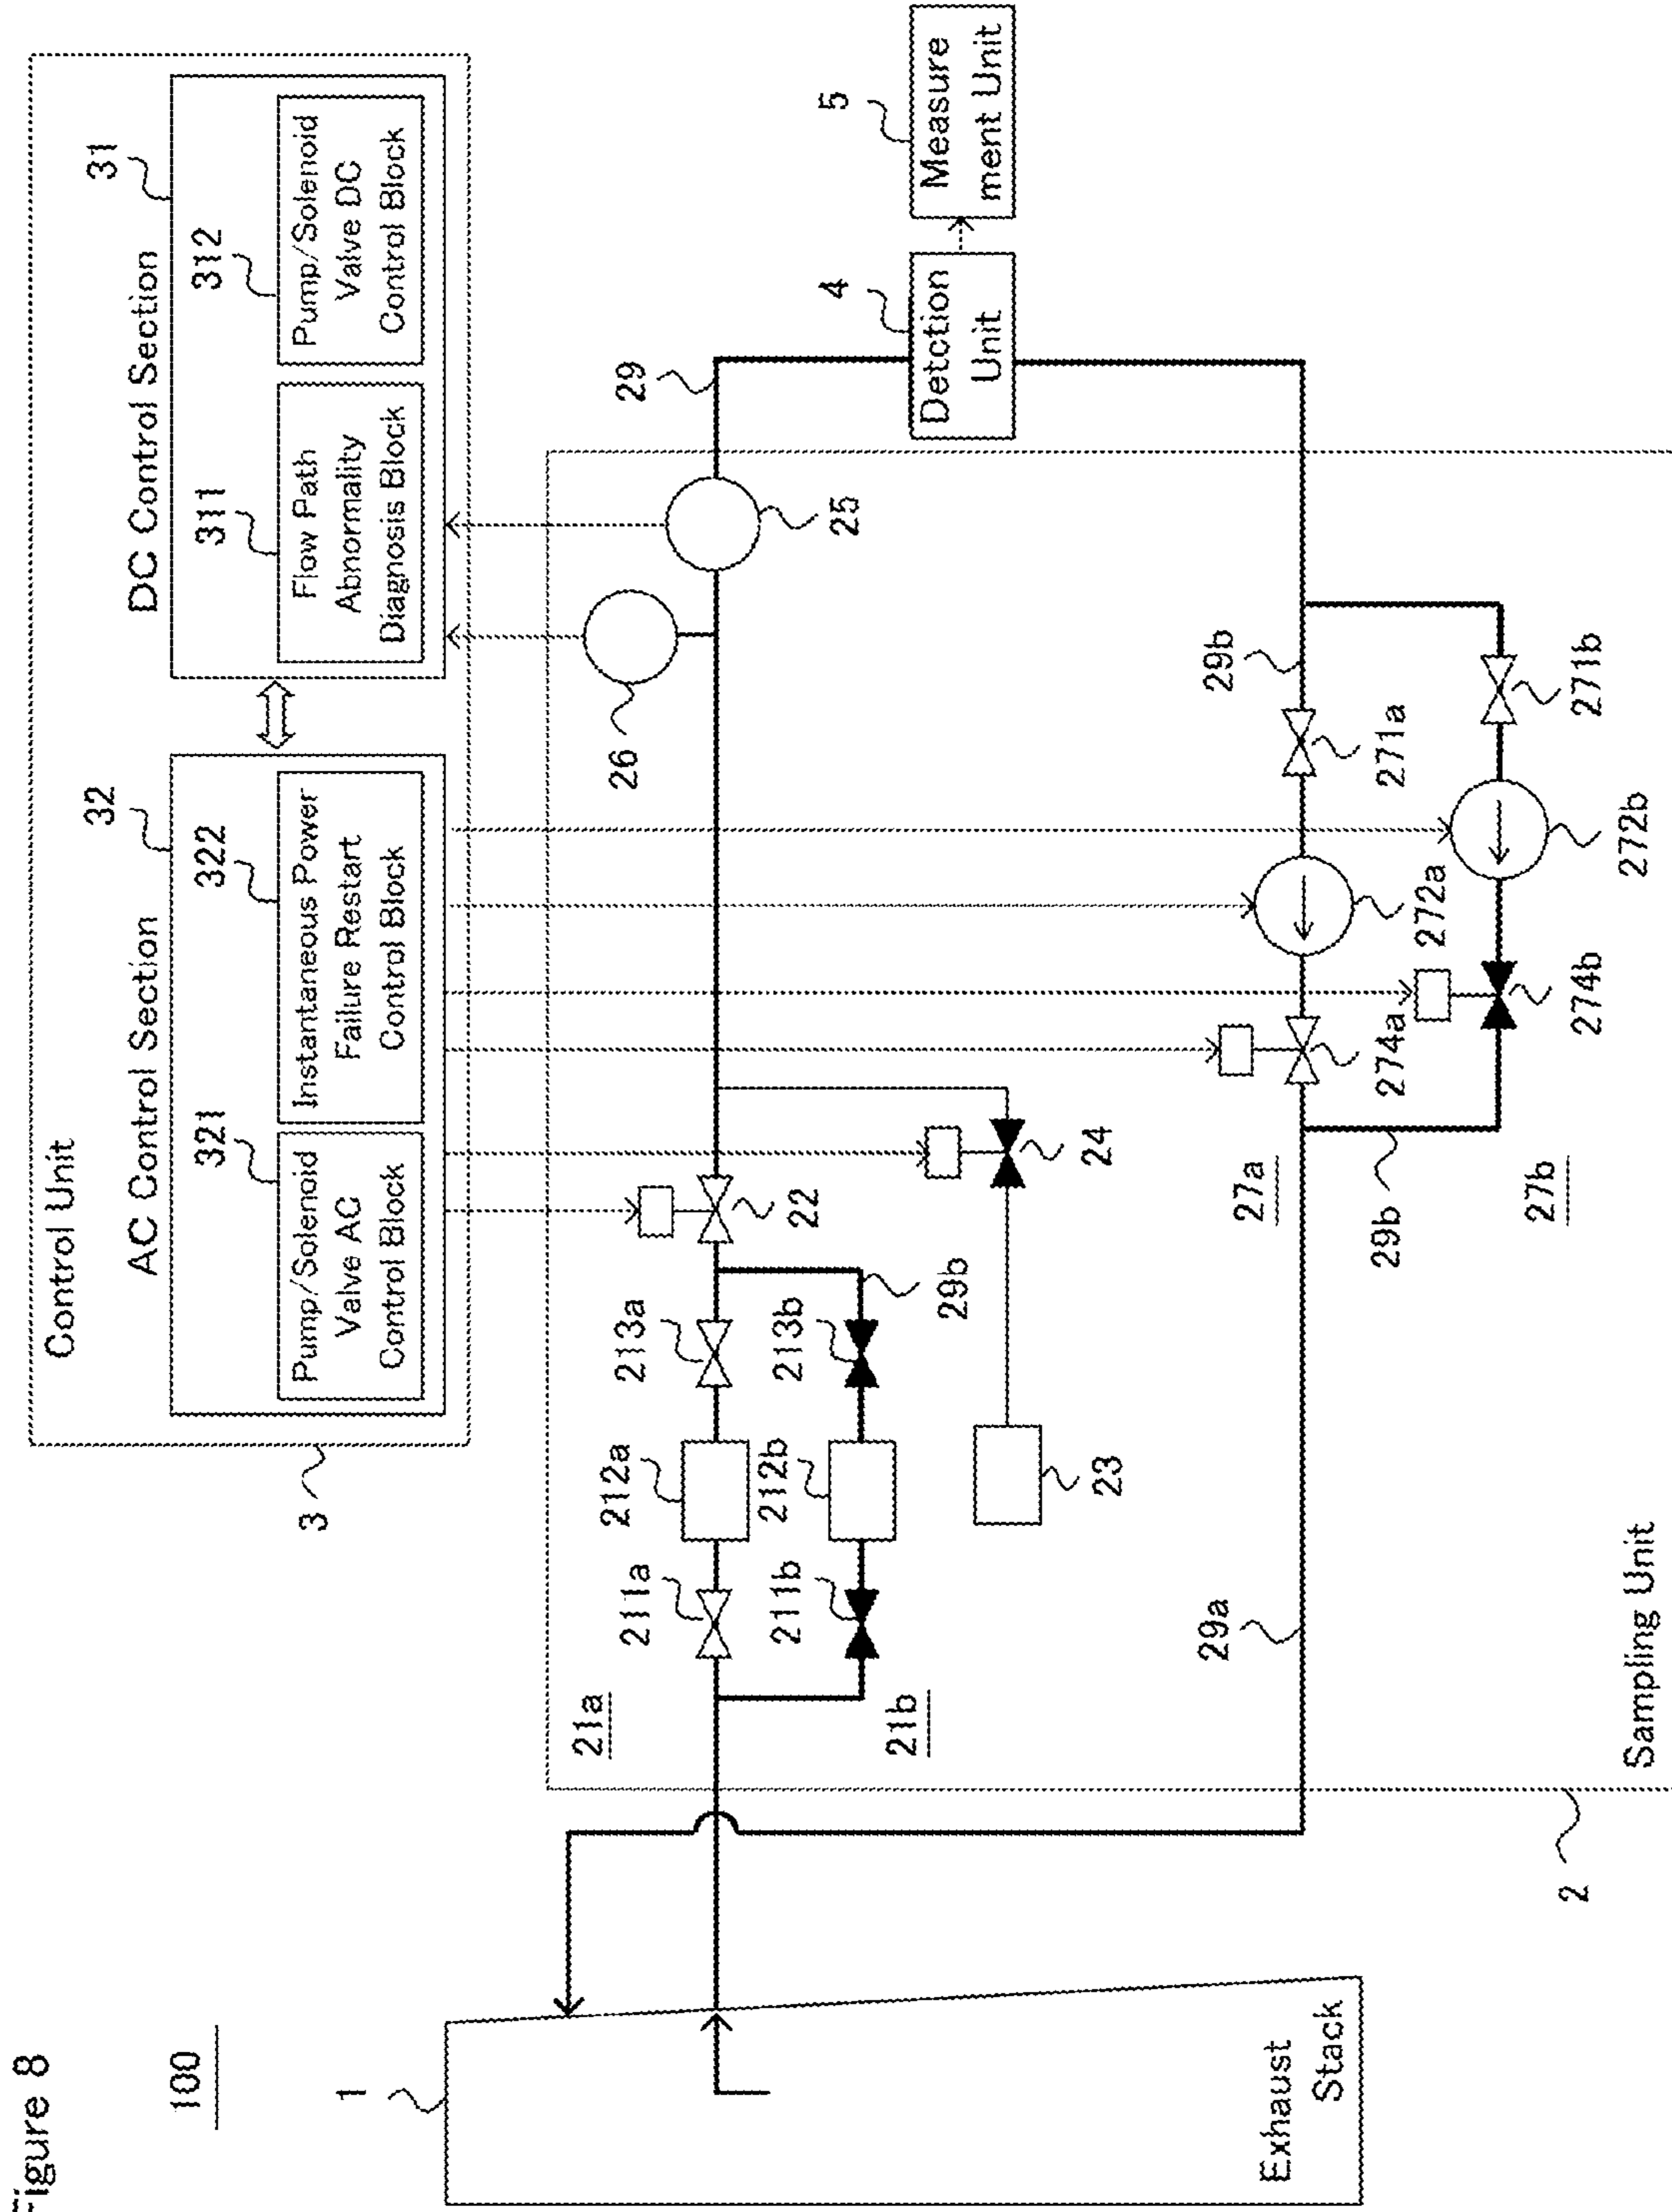 Figure 8
100
1
Exhaust
Stack
Control Unit
3
AC Control Section
32
321
Pump/Solenoid
Valve AC
Control Block
322
Instantaneous Power
Failure Restart
Control Block
DC Control Section
31
311
Flow Path
Abnormality
Diagnosis Block
312
Pump/Solenoid
Valve DC
Control Block
21a
211a
212a
213a
22
26
25
29
21b
211b
212b
213b
29b
23
24
4
Detction
Unit
5
Measure
ment Unit
29a
27a
274a
272a
271a
29b
29b
27b
274b
272b
271b
2
Sampling Unit